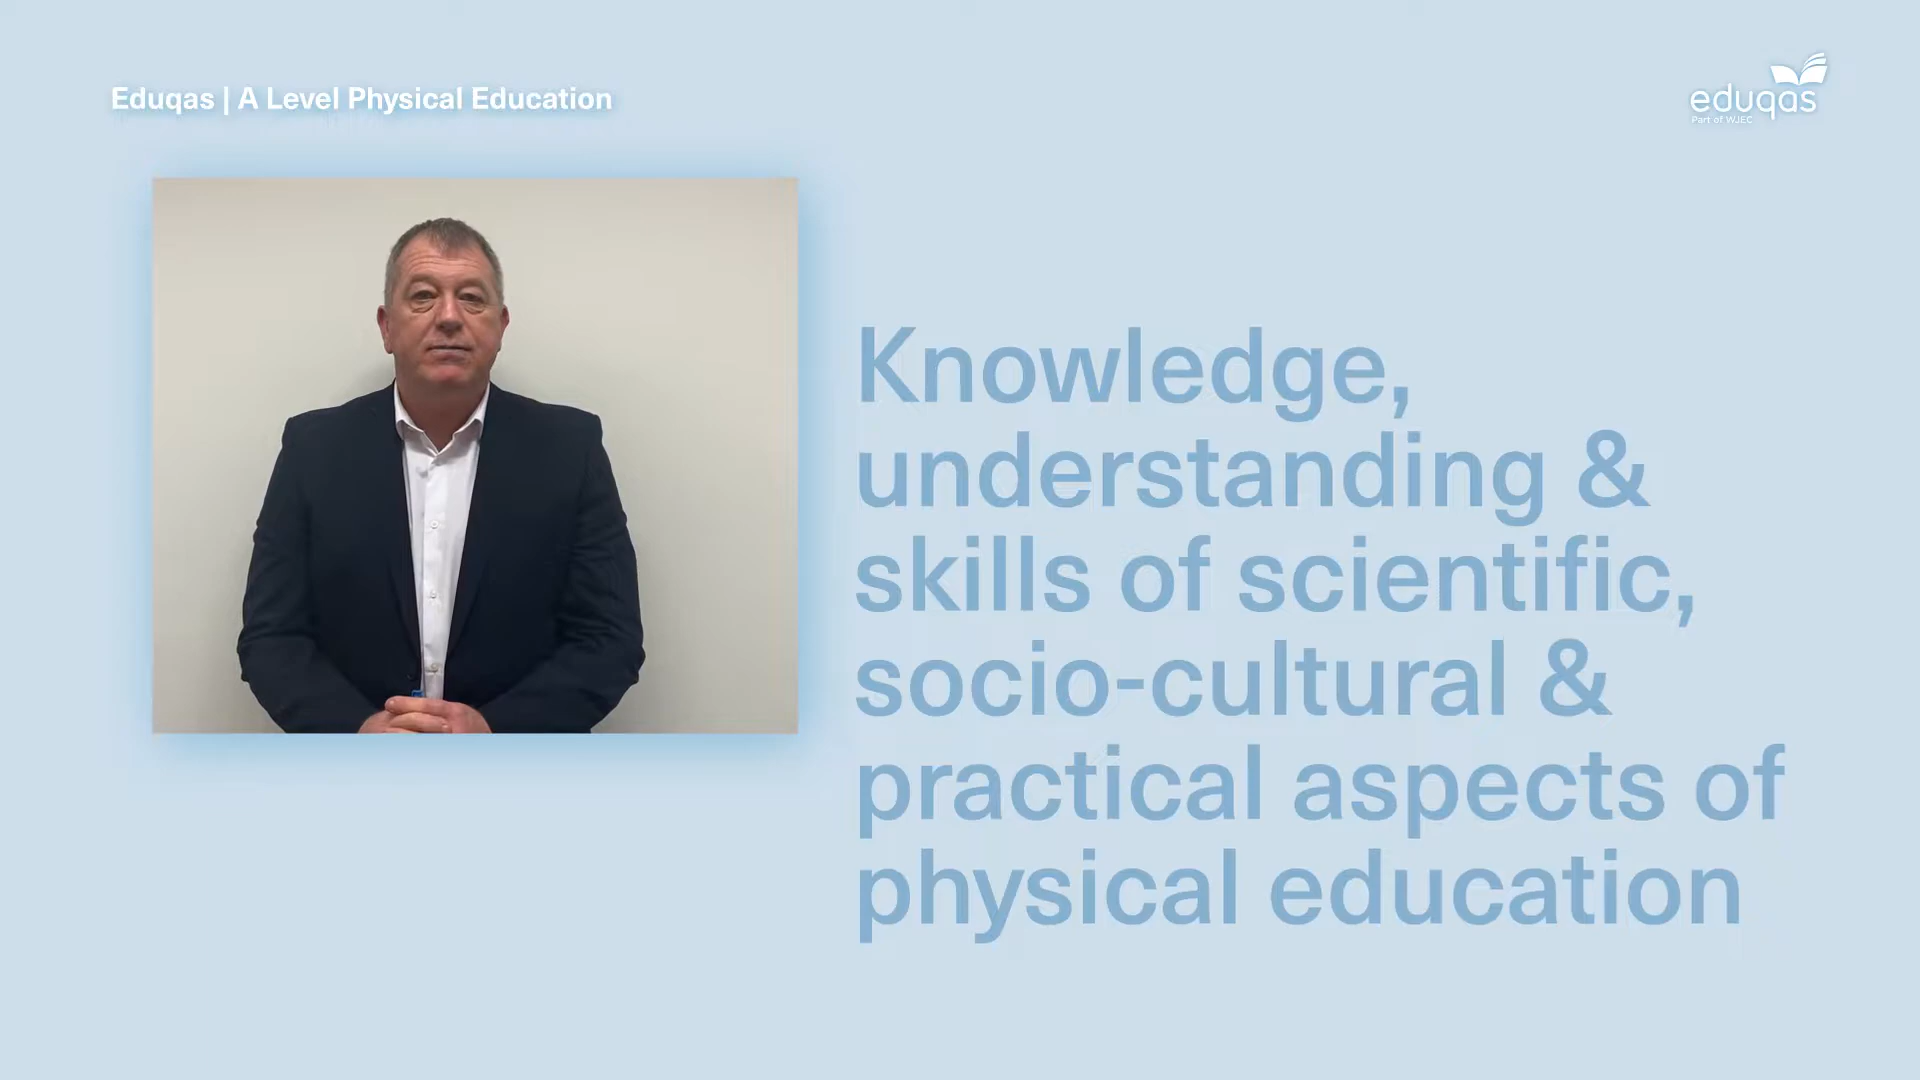 Eduqas | A Level Physical Education
eduqas
Part of WJEC
Knowledge,
understanding &
skills of scientific,
socio-cultural &
practical aspects of
physical education